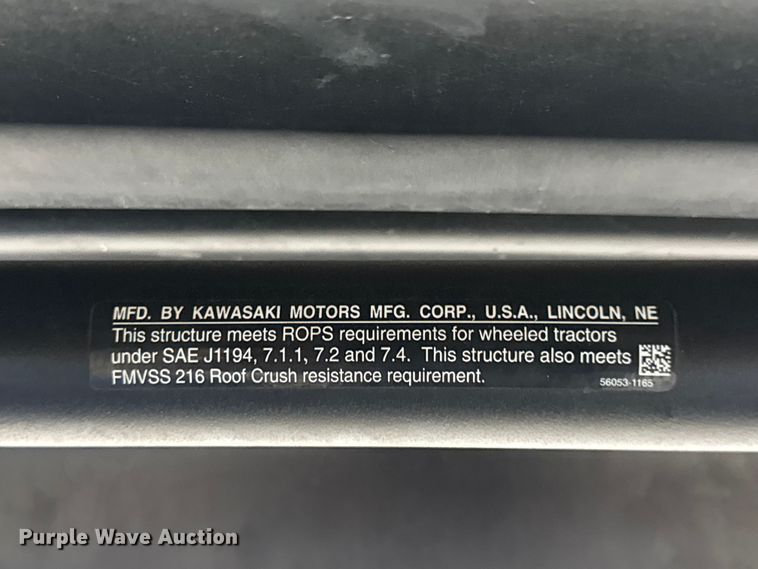 MFD. BY KAWASAKI MOTORS MFG. CORP., U.S.A., LINCOLN, NE
This structure meets ROPS requirements for wheeled tractors
under SAE J1194, 7.1.1, 7.2 and 7.4. This structure also meets
FMVSS 216 Roof Crush resistance requirement.
56053-1165
Purple Wave Auction